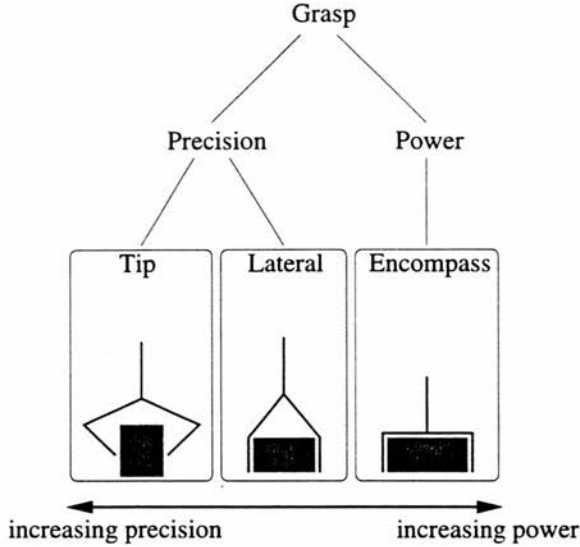 Grasp
Precision
Power
Tip
Lateral
Encompass
increasing precision
increasing power